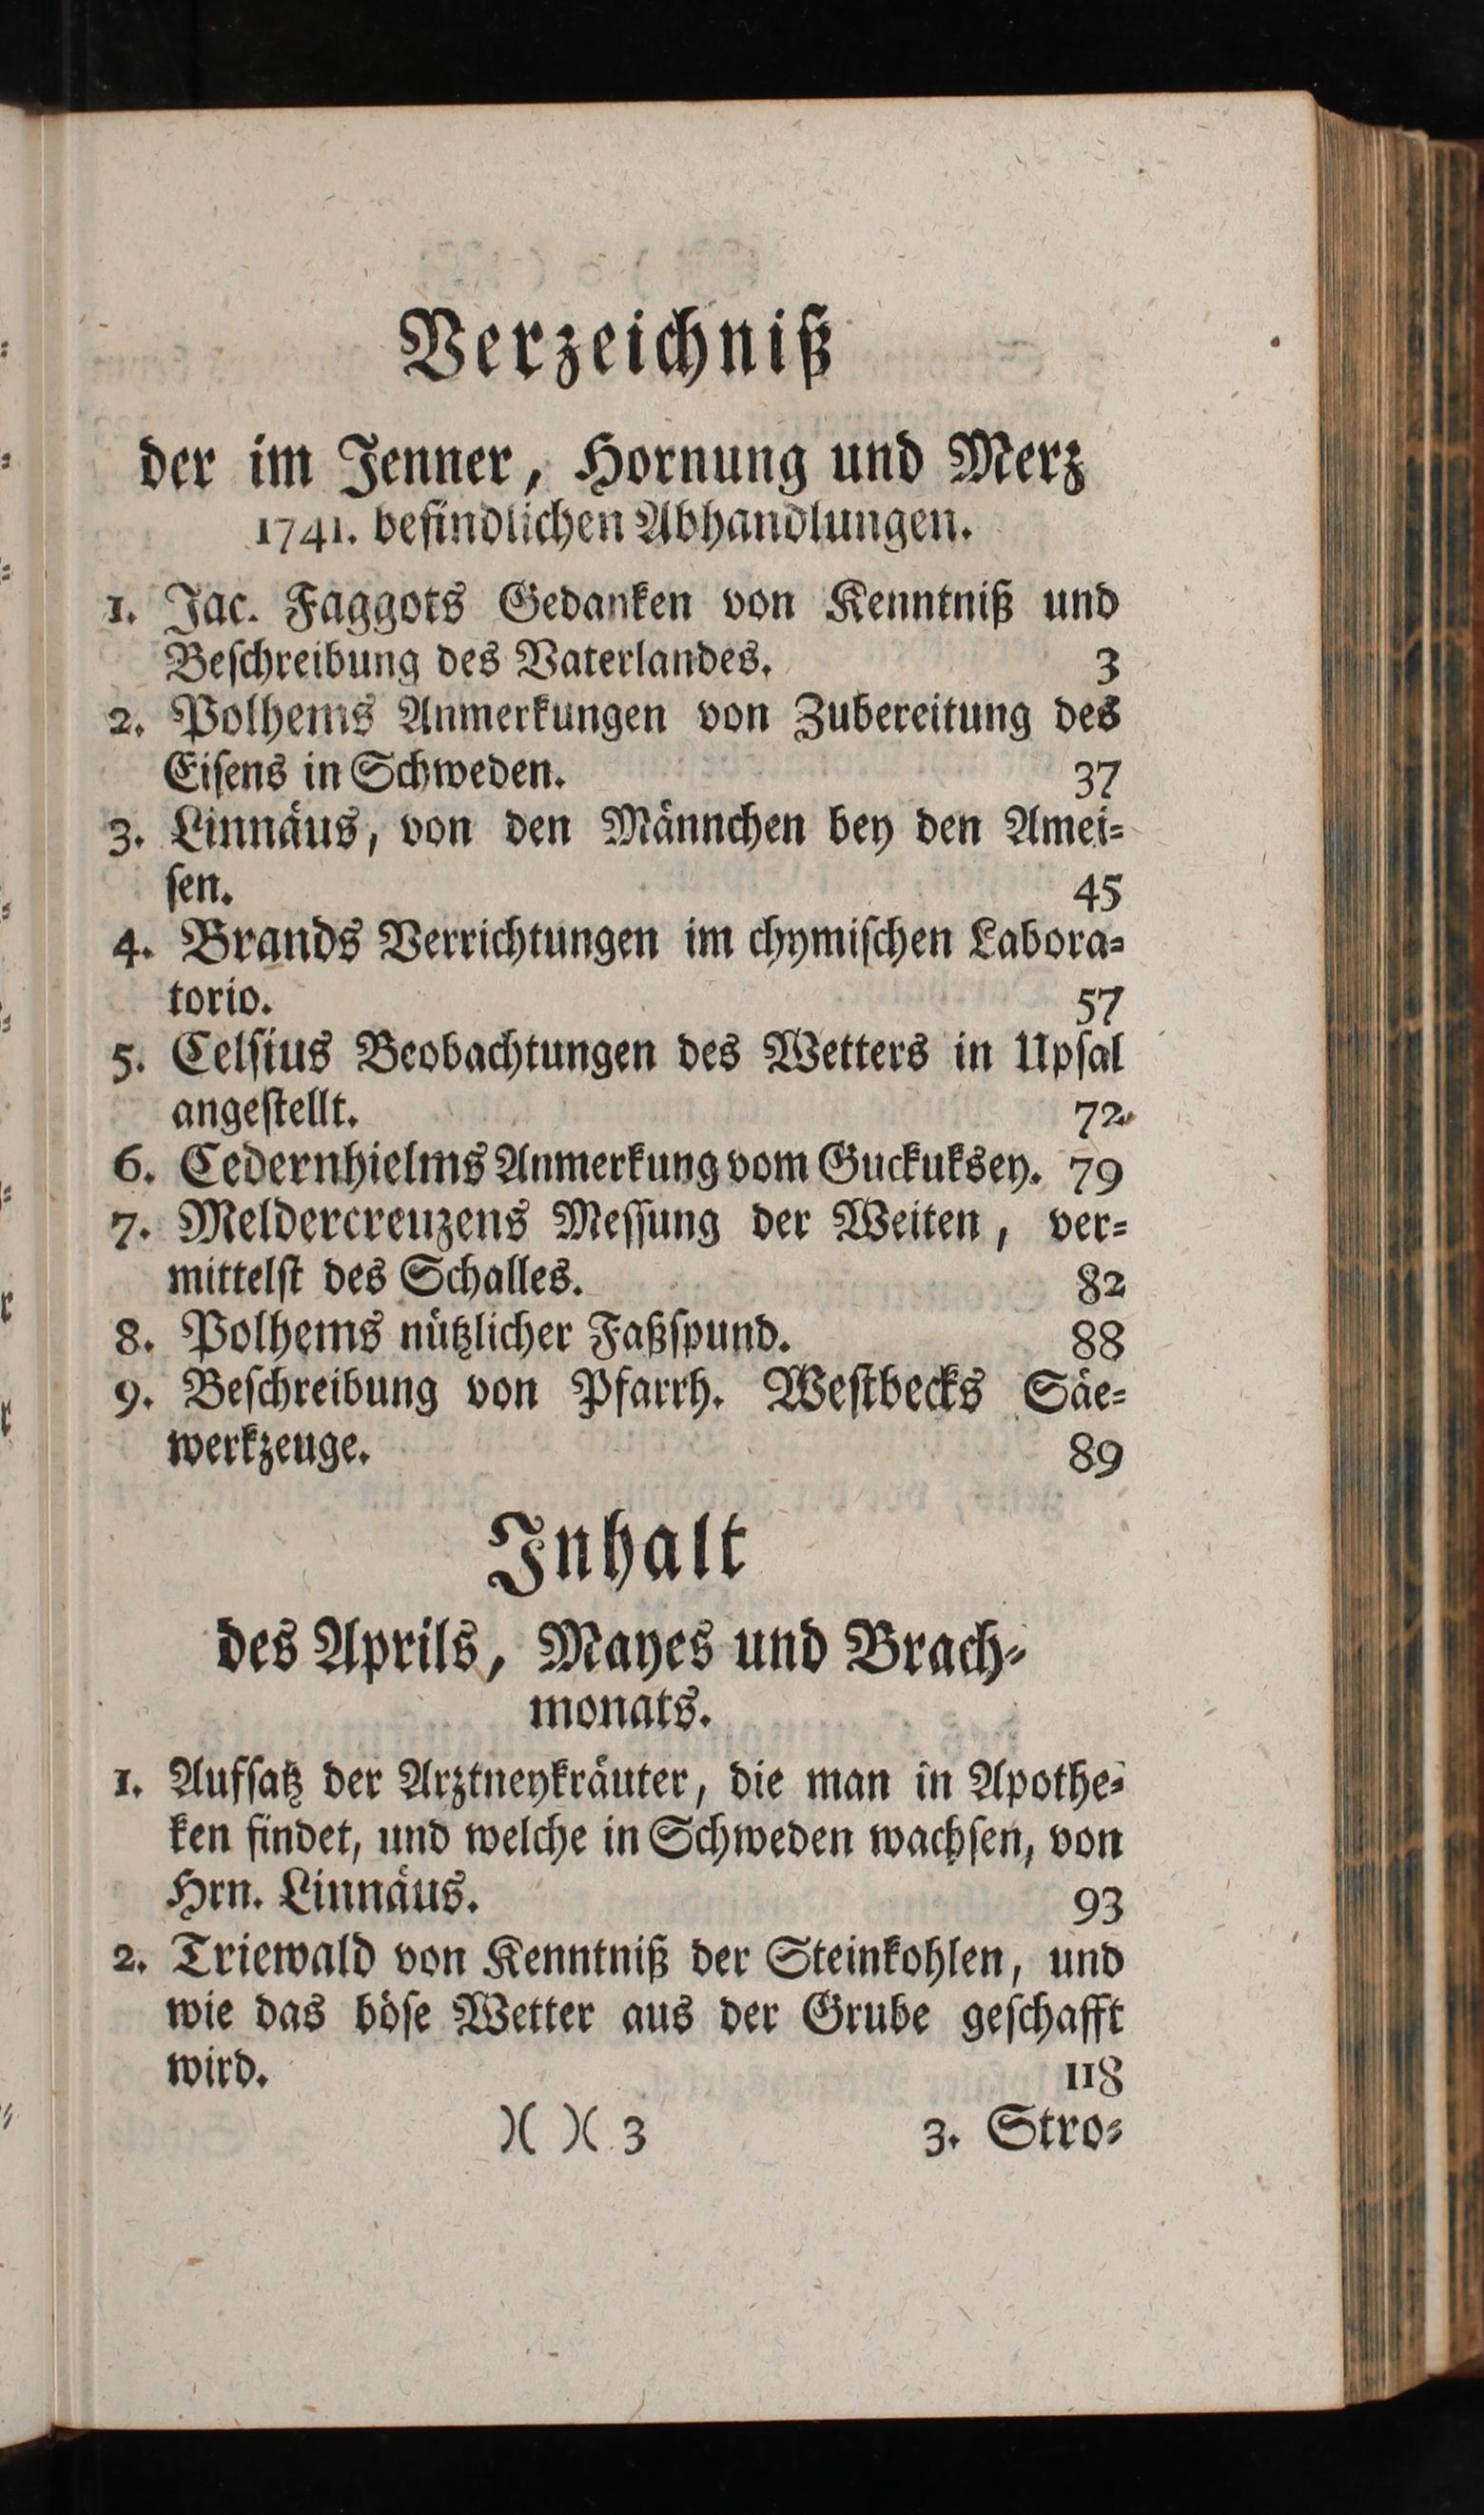 Verzeichniß
der im Jenner, Hornung und Merz
1741. befindlichen Abhandlungen.
1. Jac. Faggots Gedanken von Kenntniß und
Beſchreibung des Vaterlandes. 3
2. Polhems Anmerkungen von Zubereitung des
Eiſens in Schweden. 37
3. Linnäus, von den Männchen bey den Amei-
ſen. 45
4. Brands Verrichtungen im chymiſchen Labora-
torio. 57
5. Celſius Beobachtungen des Wetters in Upſal
angeſtellt. 72
6. Cedernhielms Anmerkung vom Guckuksey. 79
7. Meldercreuzens Meſſung der Weiten, ver-
mittelſt des Schalles. 82
8. Polhems nützlicher Faßſpund. 88
9. Beſchreibung von Pfarrh. Weſtbecks Säe-
werkzeuge. 89
Inhalt
des Aprils, Mayes und Brach-
monats.
1. Aufſatz der Arztneykräuter, die man in Apothe-
ken findet, und welche in Schweden wachſen, von
Hrn. Linnäus. 93
2. Triewald von Kenntniß der Steinkohlen, und
wie das böſe Wetter aus der Grube geſchafft
wird. 118
)( )( 3 3. Stro-